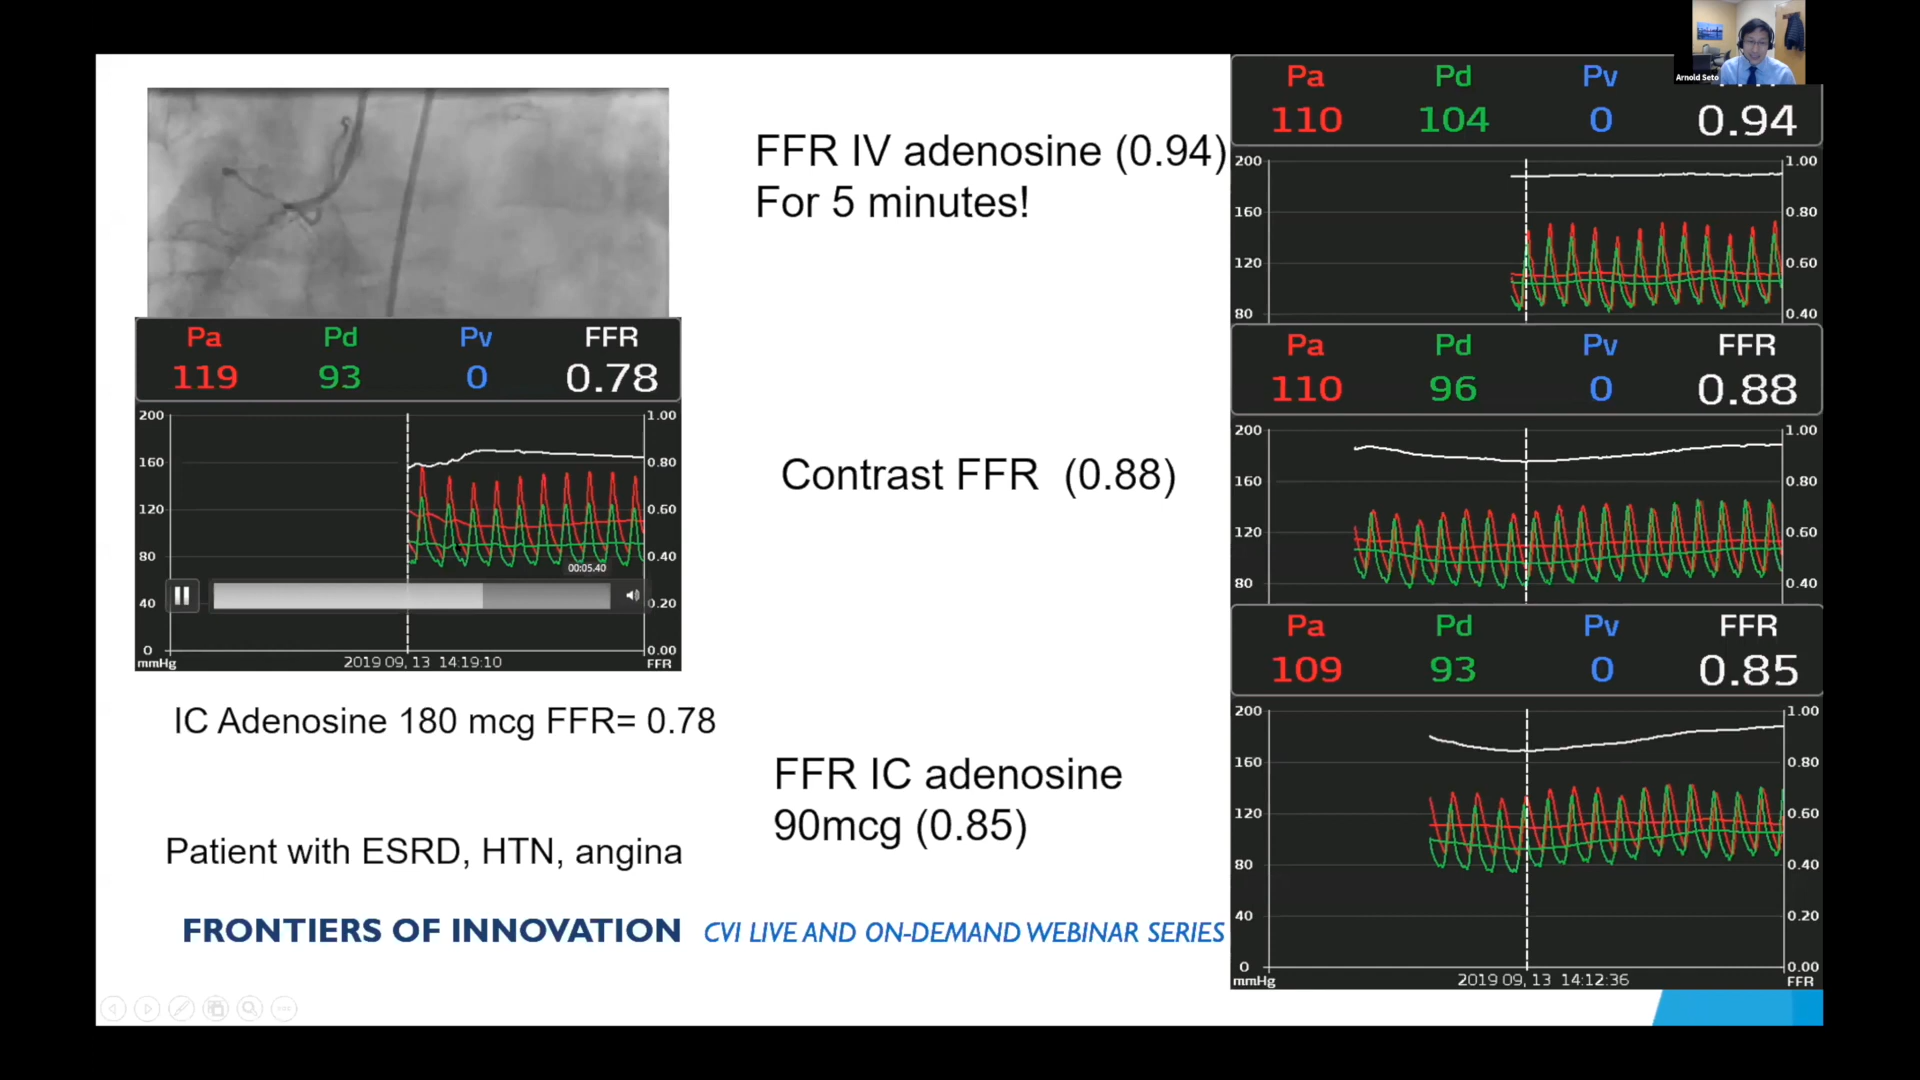 Arnold Seto
Pa Pd Pv
110 104 0 0.94
200 1.00
160 0.80
120 0.60
80 0.40
FFR IV adenosine (0.94)
For 5 minutes!
Pa Pd Pv FFR
119 93 0 0.78
200 1.00
160 0.80
120 0.60
80 0.40
00:05.40
40 0.20
0 0.00
mmHg 2019 09, 13 14:19:10 FFR
Pa Pd Pv FFR
110 96 0 0.88
200 1.00
160 0.80
120 0.60
80 0.40
Contrast FFR (0.88)
Pa Pd Pv FFR
109 93 0 0.85
200 1.00
160 0.80
120 0.60
80 0.40
40 0.20
0 0.00
mmHg 2019 09, 13 14:12:36 FFR
IC Adenosine 180 mcg FFR= 0.78
FFR IC adenosine
90mcg (0.85)
Patient with ESRD, HTN, angina
FRONTIERS OF INNOVATION CVI LIVE AND ON-DEMAND WEBINAR SERIES